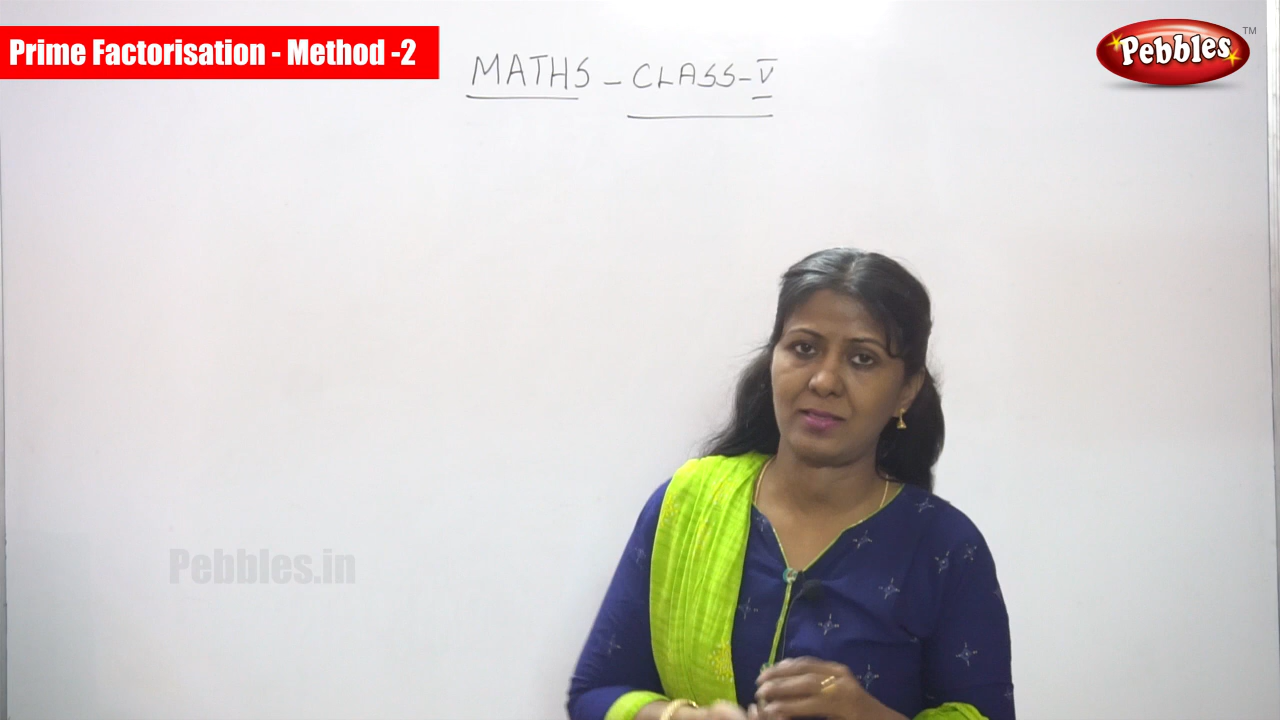 Prime Factorisation - Method -2
Pebbles TM
MATHS - CLASS - V
Pebbles.in